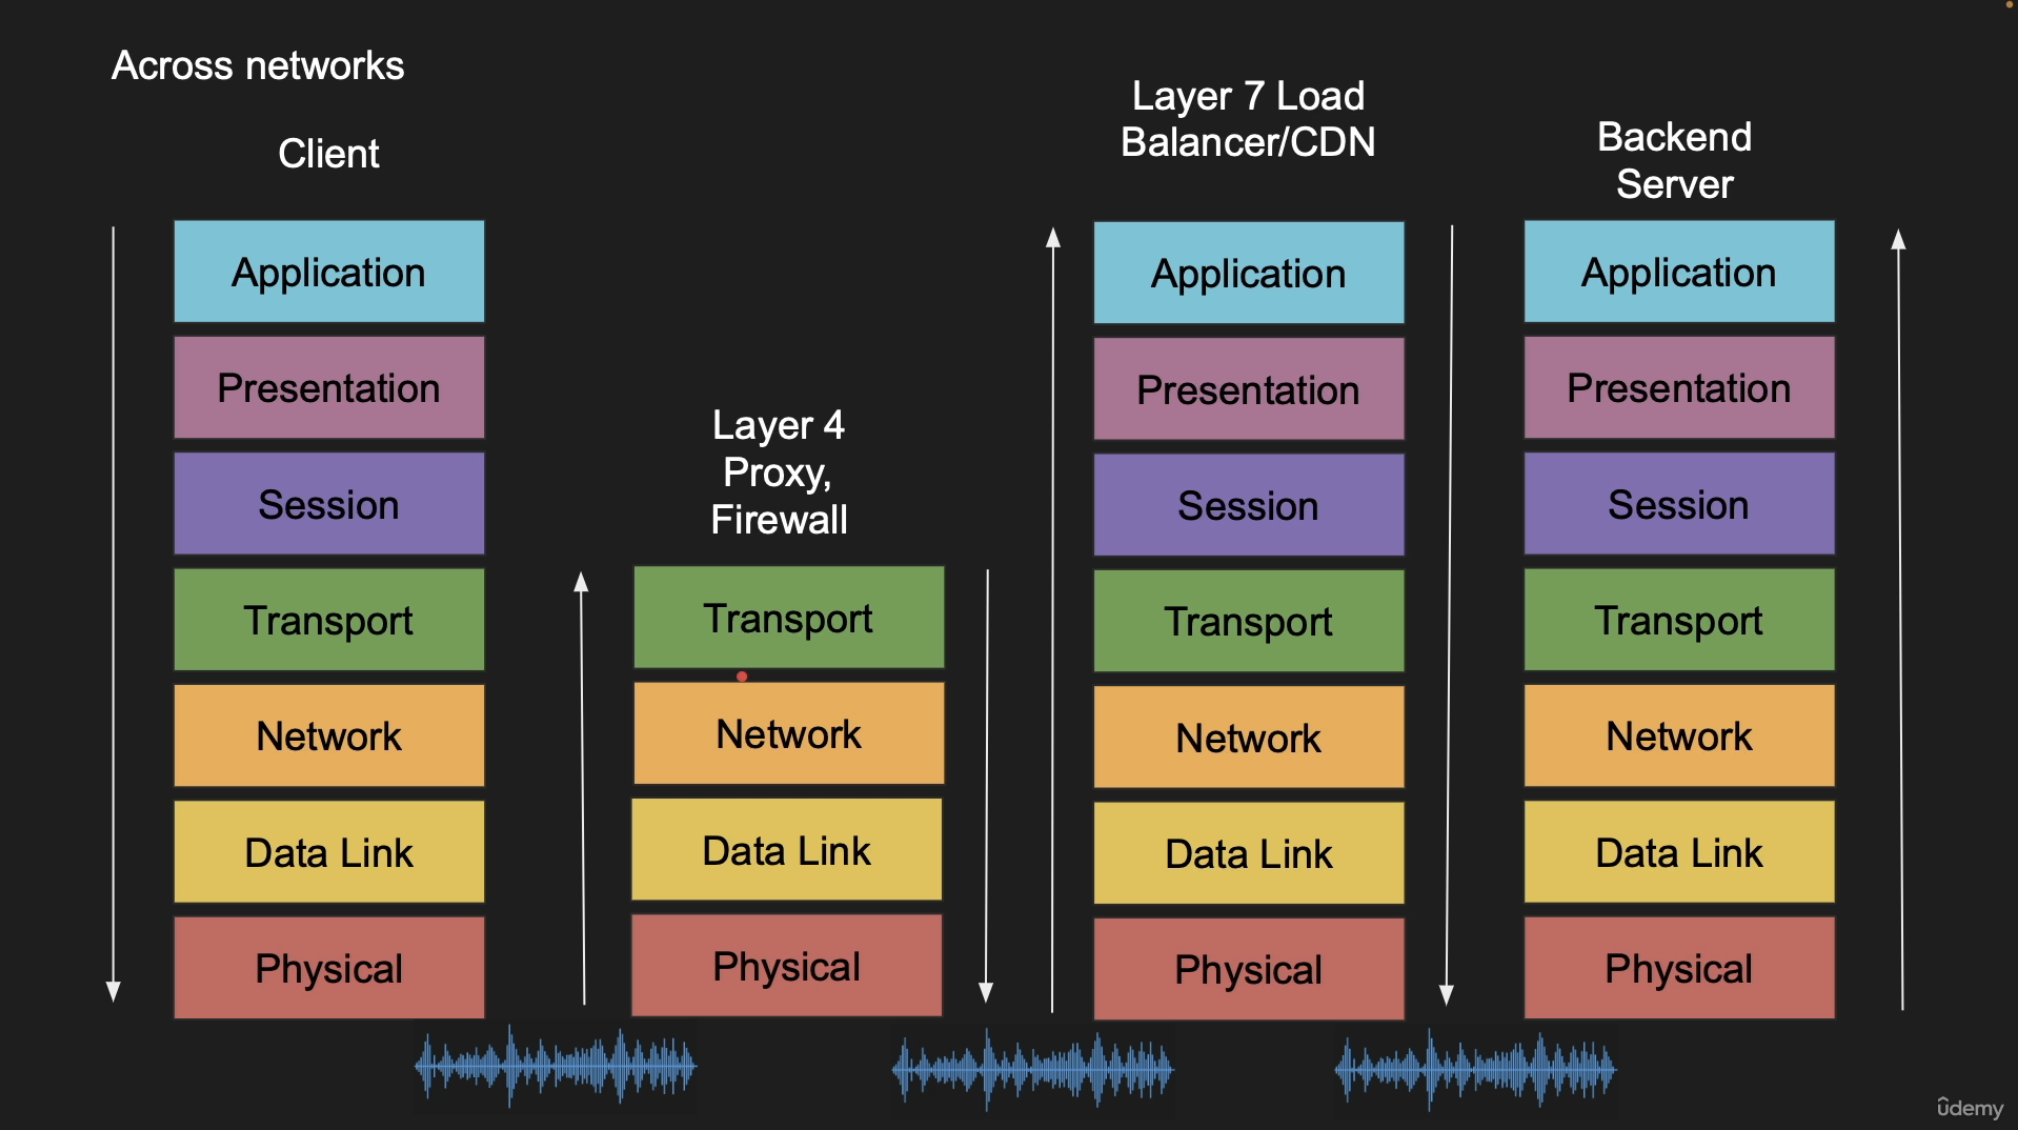 Across networks
Client
Application
Presentation
Session
Transport
Network
Data Link
Physical
Layer 4
Proxy,
Firewall
Transport
Network
Data Link
Physical
Layer 7 Load
Balancer/CDN
Application
Presentation
Session
Transport
Network
Data Link
Physical
Backend
Server
Application
Presentation
Session
Transport
Network
Data Link
Physical
ûdemy